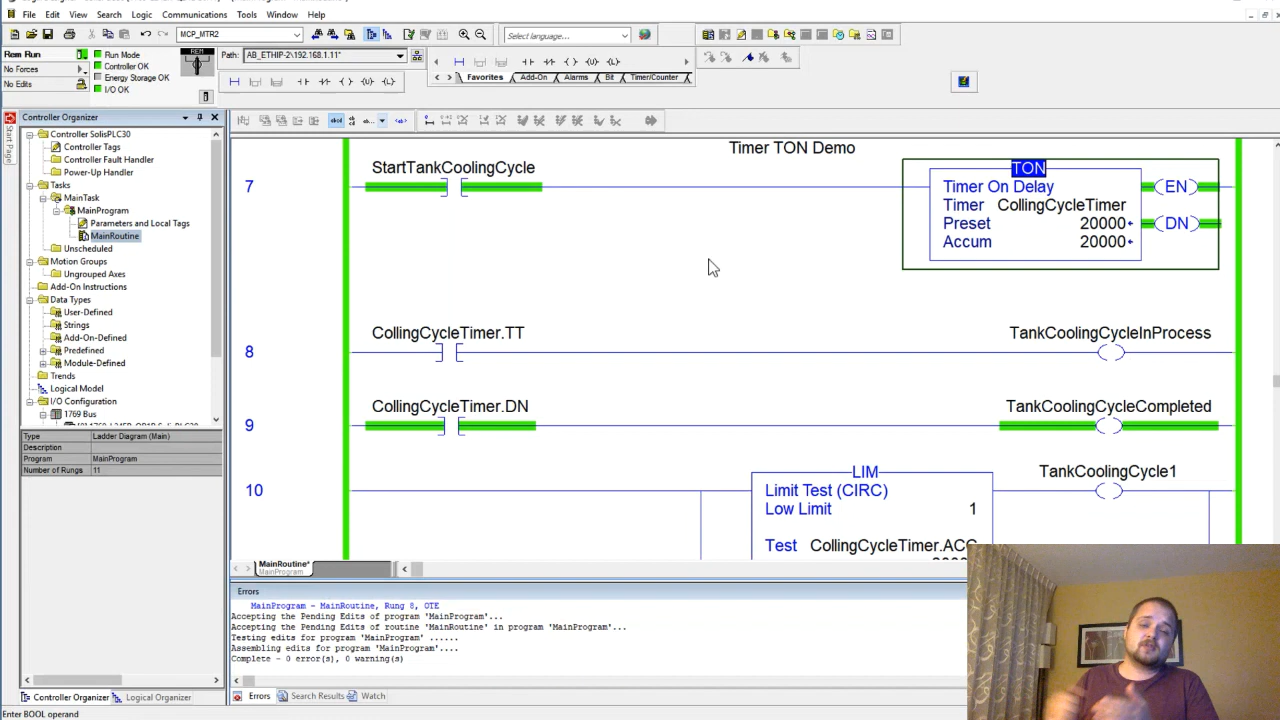 File Edit View Search Logic Communications Tools Window Help
MCP_MTR2
Select language...
Rem Run
No Forces
No Edits
Run Mode
Controller OK
Energy Storage OK
I/O OK
REM
Path: AB_ETHIP-2\192.168.1.11*
Favorites Add-On Alarms Bit Timer/Counter
Start Page
Controller Organizer
Controller SolisPLC30
Controller Tags
Controller Fault Handler
Power-Up Handler
Tasks
MainTask
MainProgram
Parameters and Local Tags
MainRoutine
Unscheduled
Motion Groups
Ungrouped Axes
Add-On Instructions
Data Types
User-Defined
Strings
Add-On-Defined
Predefined
Module-Defined
Trends
Logical Model
I/O Configuration
1769 Bus
Type Ladder Diagram (Main)
Description
Program MainProgram
Number of Rungs 11
Controller Organizer Logical Organizer
Enter BOOL operand
Timer TON Demo
7
StartTankCoolingCycle
TON
Timer On Delay
Timer CollingCycleTimer
Preset 20000
Accum 20000
EN
DN
8
CollingCycleTimer.TT
TankCoolingCycleInProcess
9
CollingCycleTimer.DN
TankCoolingCycleCompleted
10
LIM
Limit Test (CIRC)
Low Limit 1
Test CollingCycleTimer.ACC
TankCoolingCycle1
MainRoutine*
MainProgram
Errors
MainProgram - MainRoutine, Rung 8, OTE
Accepting the Pending Edits of program 'MainProgram'...
Accepting the Pending Edits of routine 'MainRoutine' in program 'MainProgram'...
Testing edits for program 'MainProgram' ......
Assembling edits for program 'MainProgram'....
Complete - 0 error(s), 0 warning(s)
Errors Search Results Watch